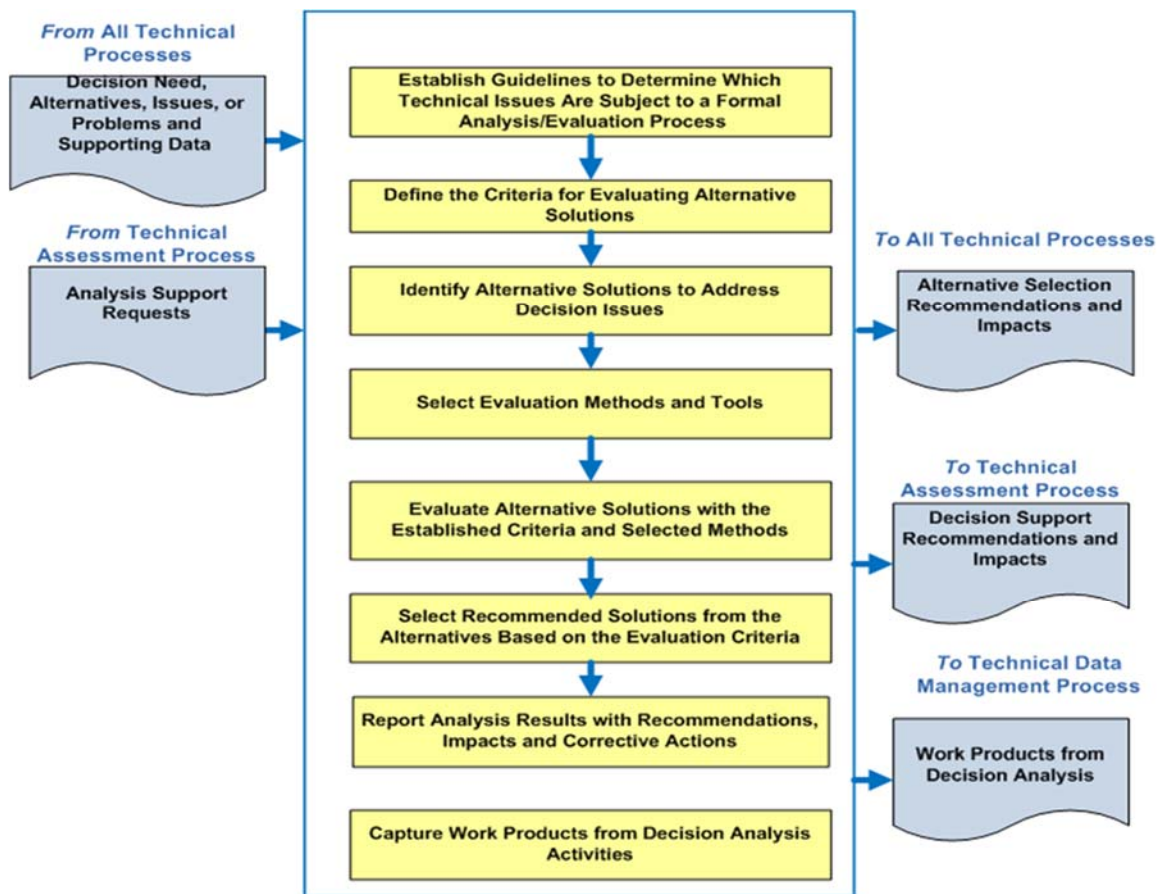 From All Technical
Processes
Decision Need,
Alternatives, Issues, or
Problems and
Supporting Data
From Technical
Assessment Process
Analysis Support
Requests
Establish Guidelines to Determine Which
Technical Issues Are Subject to a Formal
Analysis/Evaluation Process
Define the Criteria for Evaluating Alternative
Solutions
Identify Alternative Solutions to Address
Decision Issues
Select Evaluation Methods and Tools
Evaluate Alternative Solutions with the
Established Criteria and Selected Methods
Select Recommended Solutions from the
Alternatives Based on the Evaluation Criteria
Report Analysis Results with Recommendations,
Impacts and Corrective Actions
Capture Work Products from Decision Analysis
Activities
To All Technical Processes
Alternative Selection
Recommendations and
Impacts
To Technical
Assessment Process
Decision Support
Recommendations and
Impacts
To Technical Data
Management Process
Work Products from
Decision Analysis